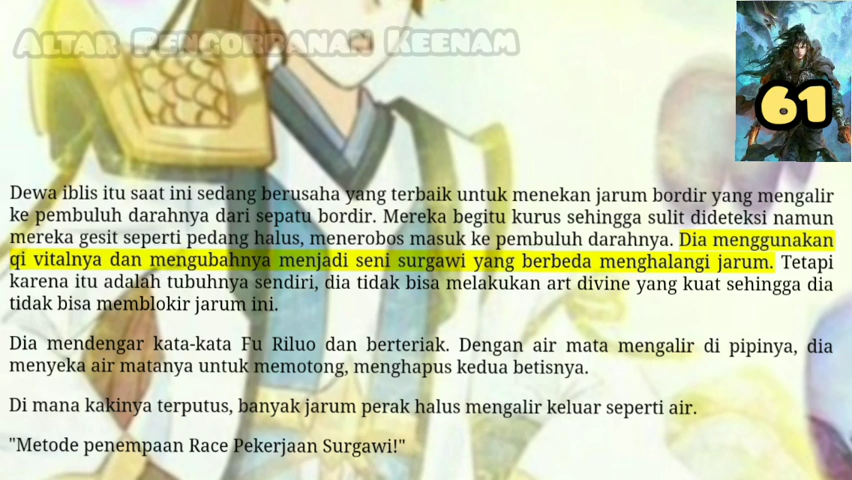 Altar Pengorbanan Keenam
61
Dewa iblis itu saat ini sedang berusaha yang terbaik untuk menekan jarum bordir yang mengalir
ke pembuluh darahnya dari sepatu bordir. Mereka begitu kurus sehingga sulit dideteksi namun
mereka gesit seperti pedang halus, menerobos masuk ke pembuluh darahnya. Dia menggunakan
qi vitalnya dan mengubahnya menjadi seni surgawi yang berbeda menghalangi jarum. Tetapi
karena itu adalah tubuhnya sendiri, dia tidak bisa melakukan art divine yang kuat sehingga dia
tidak bisa memblokir jarum ini.
Dia mendengar kata-kata Fu Riluo dan berteriak. Dengan air mata mengalir di pipinya, dia
menyeka air matanya untuk memotong, menghapus kedua betisnya.
Di mana kakinya terputus, banyak jarum perak halus mengalir keluar seperti air.
"Metode penempaan Race Pekerjaan Surgawi!"